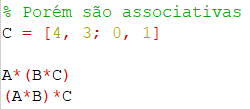 % Porém são associativas
C = [4, 3; 0, 1]
A*(B*C)
(A*B)*C